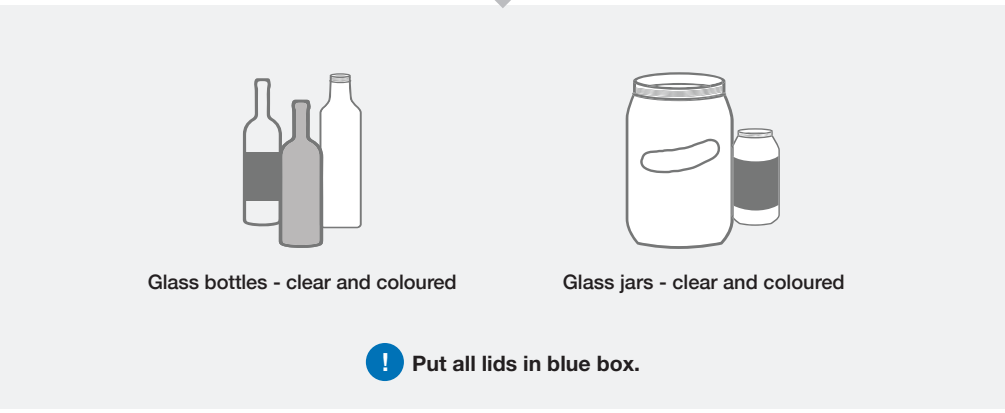 Glass bottles - clear and coloured
Glass jars - clear and coloured
! Put all lids in blue box.